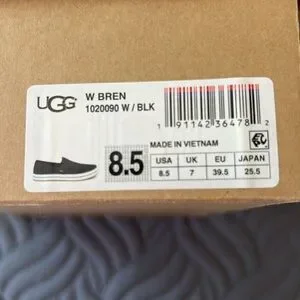 UGG
W BREN
1020090 W / BLK
1 91142 36478 2
8.5
MADE IN VIETNAM
USA UK EU JAPAN
8.5 7 39.5 25.5